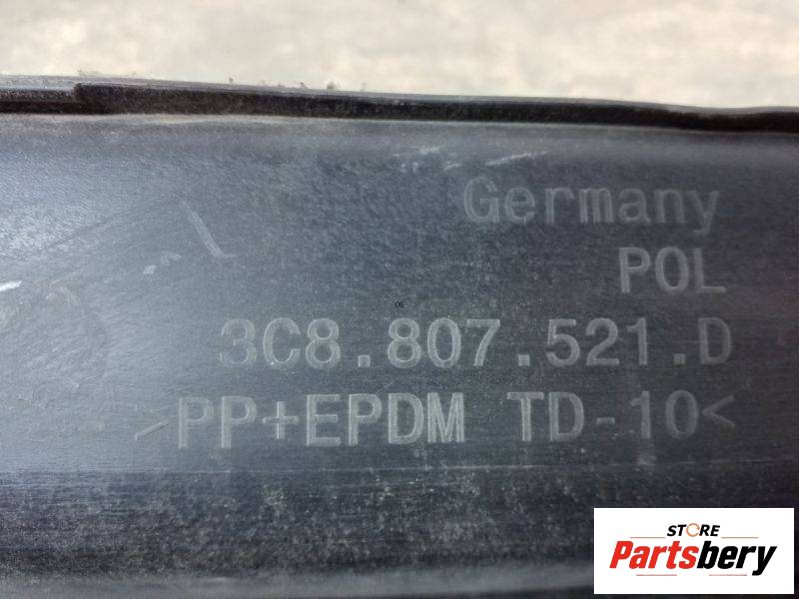 Germany
POL
3C8.807.521.D
>PP+EPDM TD-10<
STORE
Partsbery